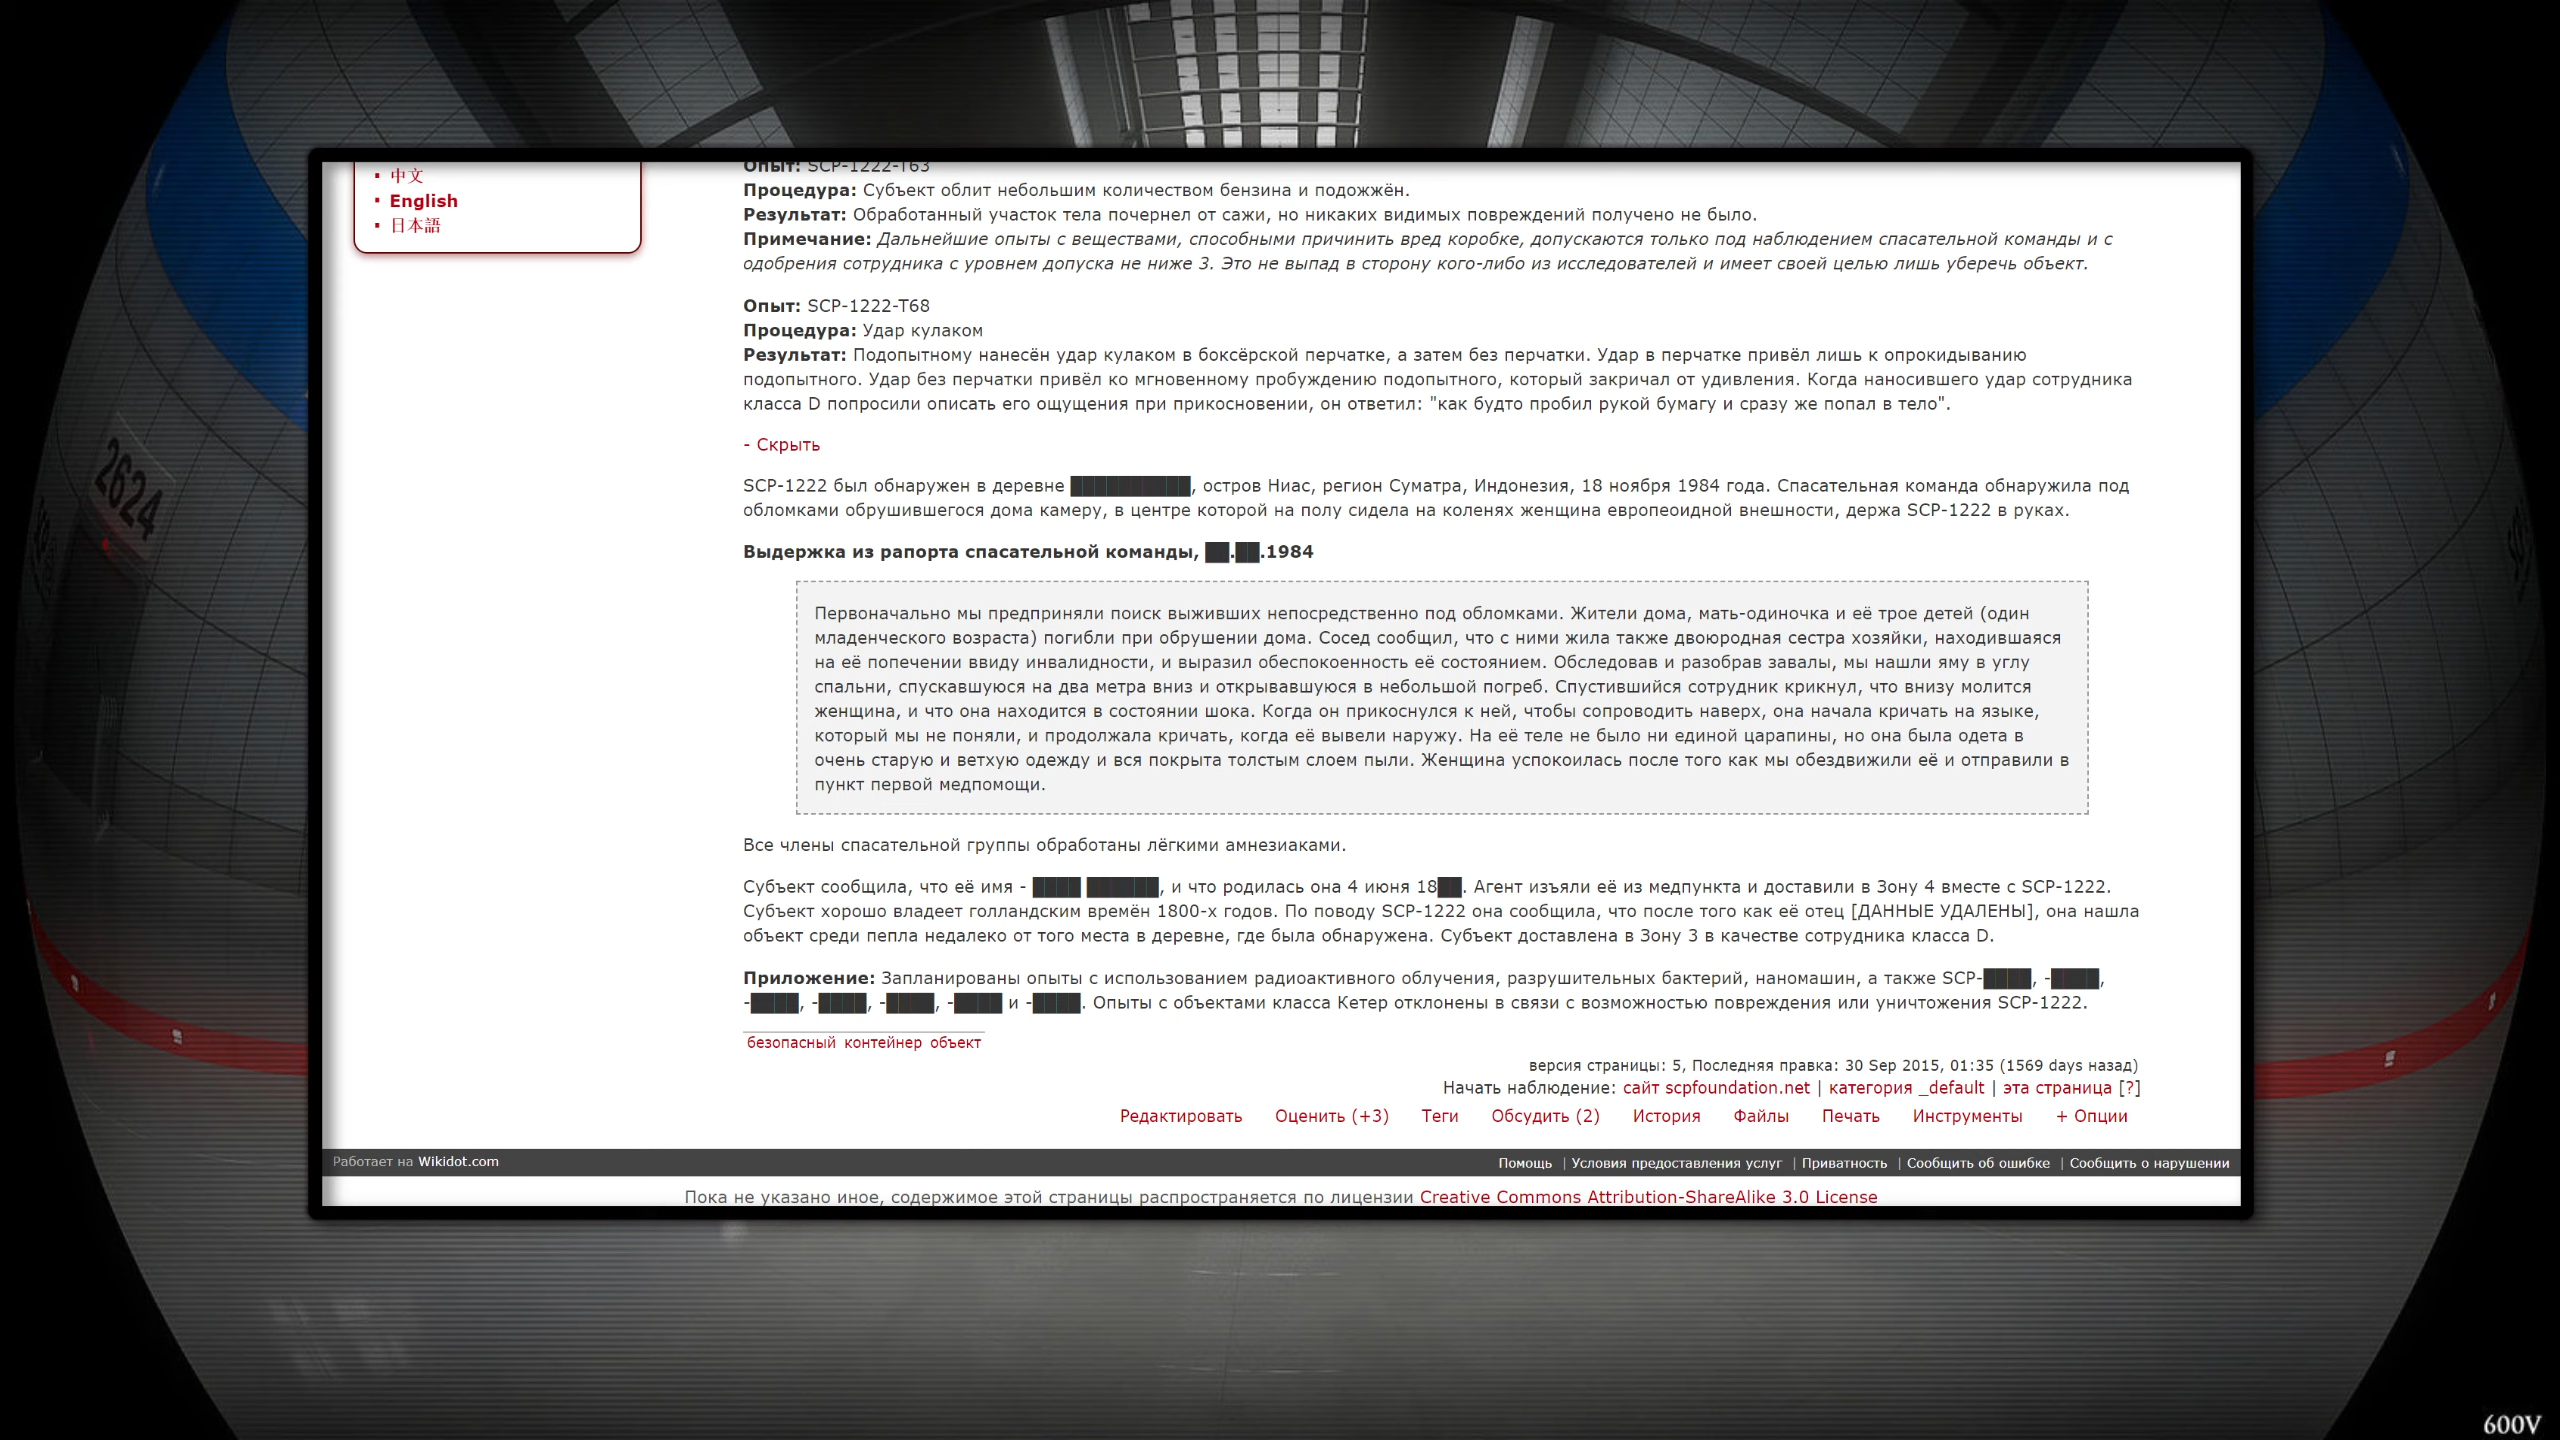 中文
English
日本語
Опыт: SCP-1222-T63
Процедура: Субъект облит небольшим количеством бензина и подожжён.
Результат: Обработанный участок тела почернел от сажи, но никаких видимых повреждений получено не было.
Примечание: Дальнейшие опыты с веществами, способными причинить вред коробке, допускаются только под наблюдением спасательной команды и с
одобрения сотрудника с уровнем допуска не ниже 3. Это не выпад в сторону кого-либо из исследователей и имеет своей целью лишь уберечь объект.
Опыт: SCP-1222-T68
Процедура: Удар кулаком
Результат: Подопытному нанесён удар кулаком в боксёрской перчатке, а затем без перчатки. Удар в перчатке привёл лишь к опрокидыванию
подопытного. Удар без перчатки привёл ко мгновенному пробуждению подопытного, который закричал от удивления. Когда наносившего удар сотрудника
класса D попросили описать его ощущения при прикосновении, он ответил: "как будто пробил рукой бумагу и сразу же попал в тело".
- Скрыть
SCP-1222 был обнаружен в деревне ██████████, остров Ниас, регион Суматра, Индонезия, 18 ноября 1984 года. Спасательная команда обнаружила под
обломками обрушившегося дома камеру, в центре которой на полу сидела на коленях женщина европеоидной внешности, держа SCP-1222 в руках.
Выдержка из рапорта спасательной команды, ██.██.1984
Первоначально мы предприняли поиск выживших непосредственно под обломками. Жители дома, мать-одиночка и её трое детей (один
младенческого возраста) погибли при обрушении дома. Сосед сообщил, что с ними жила также двоюродная сестра хозяйки, находившаяся
на её попечении ввиду инвалидности, и выразил обеспокоенность её состоянием. Обследовав и разобрав завалы, мы нашли яму в углу
спальни, спускавшуюся на два метра вниз и открывавшуюся в небольшой погреб. Спустившийся сотрудник крикнул, что внизу молится
женщина, и что она находится в состоянии шока. Когда он прикоснулся к ней, чтобы сопроводить наверх, она начала кричать на языке,
который мы не поняли, и продолжала кричать, когда её вывели наружу. На её теле не было ни единой царапины, но она была одета в
очень старую и ветхую одежду и вся покрыта толстым слоем пыли. Женщина успокоилась после того как мы обездвижили её и отправили в
пункт первой медпомощи.
Все члены спасательной группы обработаны лёгкими амнезиаками.
Субъект сообщила, что её имя - ████ ██████, и что родилась она 4 июня 18██. Агент изъяли её из медпункта и доставили в Зону 4 вместе с SCP-1222.
Субъект хорошо владеет голландским времён 1800-х годов. По поводу SCP-1222 она сообщила, что после того как её отец [ДАННЫЕ УДАЛЕНЫ], она нашла
объект среди пепла недалеко от того места в деревне, где была обнаружена. Субъект доставлена в Зону 3 в качестве сотрудника класса D.
Приложение: Запланированы опыты с использованием радиоактивного облучения, разрушительных бактерий, наномашин, а также SCP-████, -████,
-████, -████, -████, -████ и -████. Опыты с объектами класса Кетер отклонены в связи с возможностью повреждения или уничтожения SCP-1222.
безопасный контейнер объект
версия страницы: 5, Последняя правка: 30 Sep 2015, 01:35 (1569 days назад)
Начать наблюдение: сайт scpfoundation.net | категория _default | эта страница [?]
Редактировать Оценить (+3) Теги Обсудить (2) История Файлы Печать Инструменты + Опции
Работает на Wikidot.com
Помощь | Условия предоставления услуг | Приватность | Сообщить об ошибке | Сообщить о нарушении
Пока не указано иное, содержимое этой страницы распространяется по лицензии Creative Commons Attribution-ShareAlike 3.0 License
2624
600V